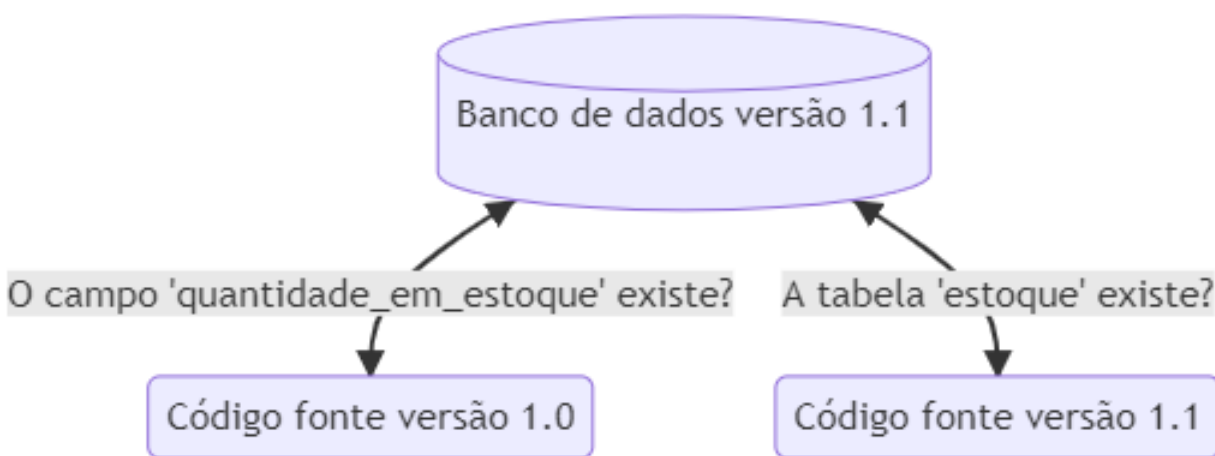 Banco de dados versão 1.1
O campo 'quantidade_em_estoque' existe?
A tabela 'estoque' existe?
Código fonte versão 1.0
Código fonte versão 1.1